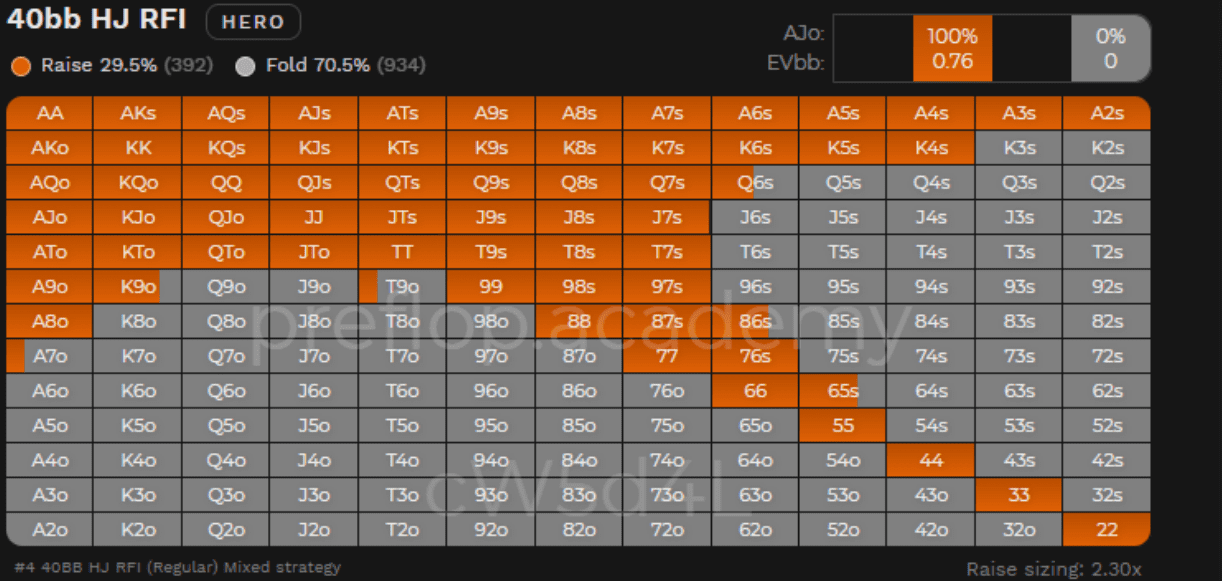 40bb HJ RFI HERO
Raise 29.5% (392) Fold 70.5% (934)
AJo: 100% 0%
EVbb: 0.76 0
AA AKs AQs AJs ATs A9s A8s A7s A6s A5s A4s A3s A2s
AKo KK KQs KJs KTs K9s K8s K7s K6s K5s K4s K3s K2s
AQo KQo QQ QJs QTs Q9s Q8s Q7s Q6s Q5s Q4s Q3s Q2s
AJo KJo QJo JJ JTs J9s J8s J7s J6s J5s J4s J3s J2s
ATo KTo QTo JTo TT T9s T8s T7s T6s T5s T4s T3s T2s
A9o K9o Q9o J9o T9o 99 98s 97s 96s 95s 94s 93s 92s
A8o K8o Q8o J8o T8o 98o 88 87s 86s 85s 84s 83s 82s
A7o K7o Q7o J7o T7o 97o 87o 77 76s 75s 74s 73s 72s
A6o K6o Q6o J6o T6o 96o 86o 76o 66 65s 64s 63s 62s
A5o K5o Q5o J5o T5o 95o 85o 75o 65o 55 54s 53s 52s
A4o K4o Q4o J4o T4o 94o 84o 74o 64o 54o 44 43s 42s
A3o K3o Q3o J3o T3o 93o 83o 73o 63o 53o 43o 33 32s
A2o K2o Q2o J2o T2o 92o 82o 72o 62o 52o 42o 32o 22
preflop.academy
cW5d4L
#4 40BB HJ RFI (Regular) Mixed strategy
Raise sizing: 2.30x